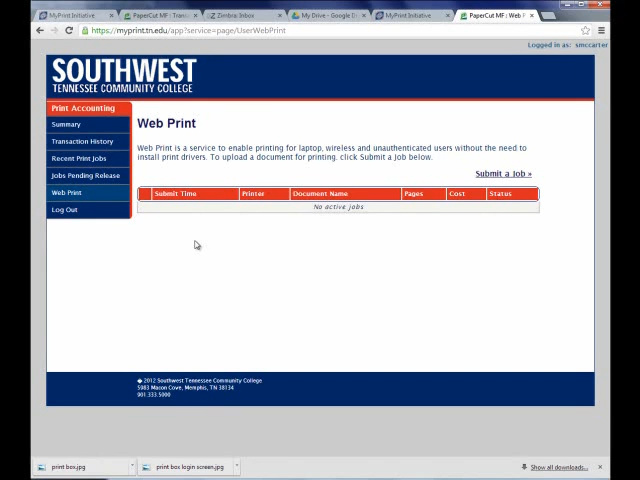 MyPrint Initiative
PaperCut MF : Trans
Zimbra: Inbox
My Drive - Google D
MyPrint Initiative
PaperCut MF : Web P
https://myprint.tn.edu/app?service=page/UserWebPrint
Logged in as: smccarter
SOUTHWEST
TENNESSEE COMMUNITY COLLEGE
Print Accounting
Summary
Transaction History
Recent Print Jobs
Jobs Pending Release
Web Print
Log Out
Web Print
Web Print is a service to enable printing for laptop, wireless and unauthenticated users without the need to
install print drivers. To upload a document for printing, click Submit a Job below.
Submit a Job »
Submit Time Printer Document Name Pages Cost Status
No active jobs
� 2012 Southwest Tennessee Community College
5983 Macon Cove, Memphis, TN 38134
901.333.5000
print box.jpg
print box login screen.jpg
Show all downloads...